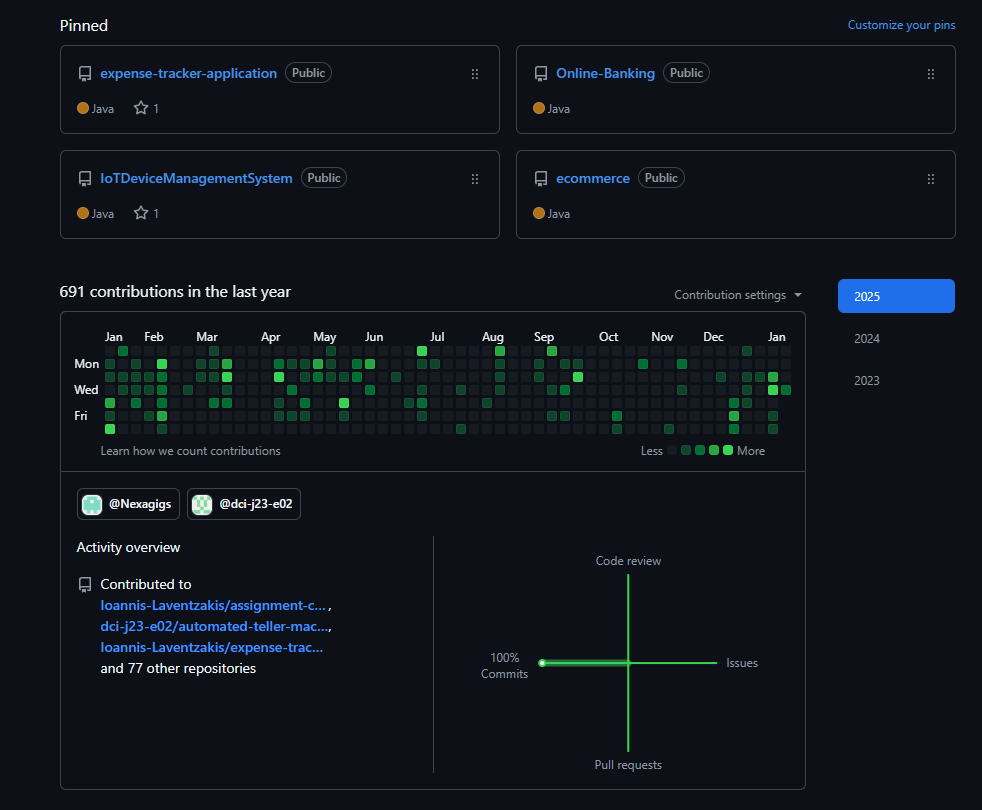 Pinned
Customize your pins
expense-tracker-application Public
Java 1
Online-Banking Public
Java
IoTDeviceManagementSystem Public
Java 1
ecommerce Public
Java
691 contributions in the last year
Contribution settings
2025
2024
2023
Jan Feb Mar Apr May Jun Jul Aug Sep Oct Nov Dec Jan
Mon
Wed
Fri
Learn how we count contributions
Less More
@Nexagigs @dci-j23-e02
Activity overview
Contributed to
Ioannis-Laventzakis/assignment-c...,
dci-j23-e02/automated-teller-mac...,
Ioannis-Laventzakis/expense-trac...
and 77 other repositories
Code review
100%
Commits
Issues
Pull requests